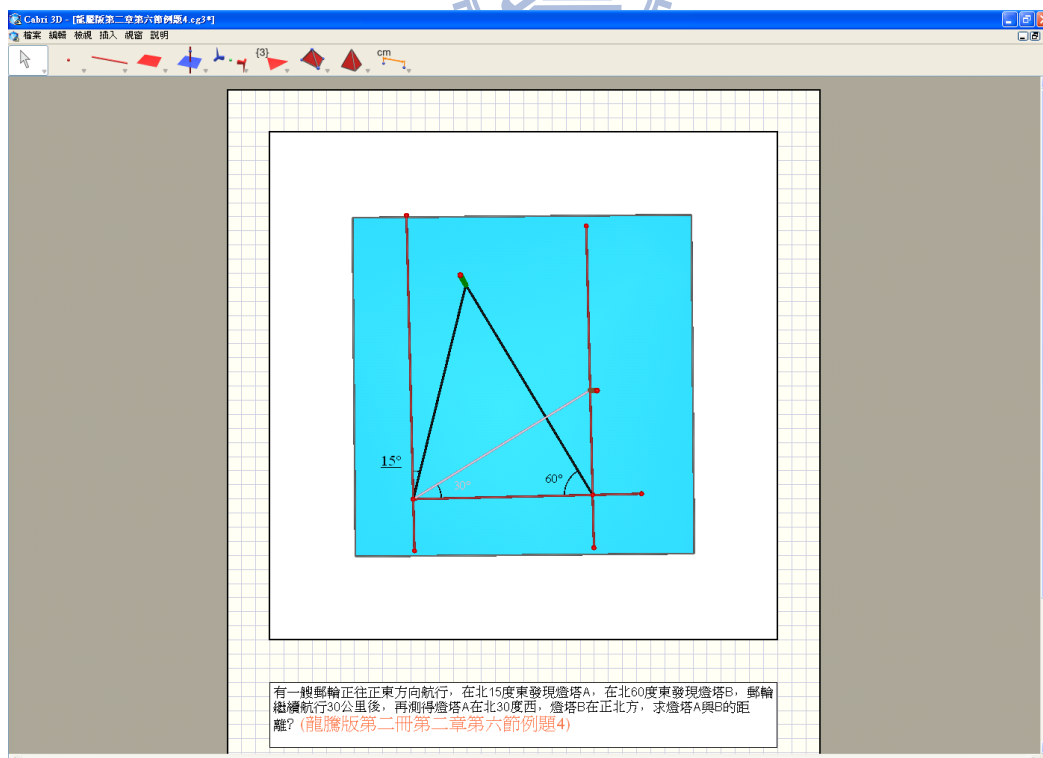 Cabri 3D - [龍騰版第二章第六節例題4.cg3*]
檔案 編輯 檢視 插入 視窗 說明
{3}
cm
15°
30°
60°
有一艘郵輪正往正東方向航行，在北15度東發現燈塔A，在北60度東發現燈塔B，郵輪
繼續航行30公里後，再測得燈塔A在北30度西，燈塔B在正北方，求燈塔A與B的距
離? (龍騰版第二冊第二章第六節例題4)